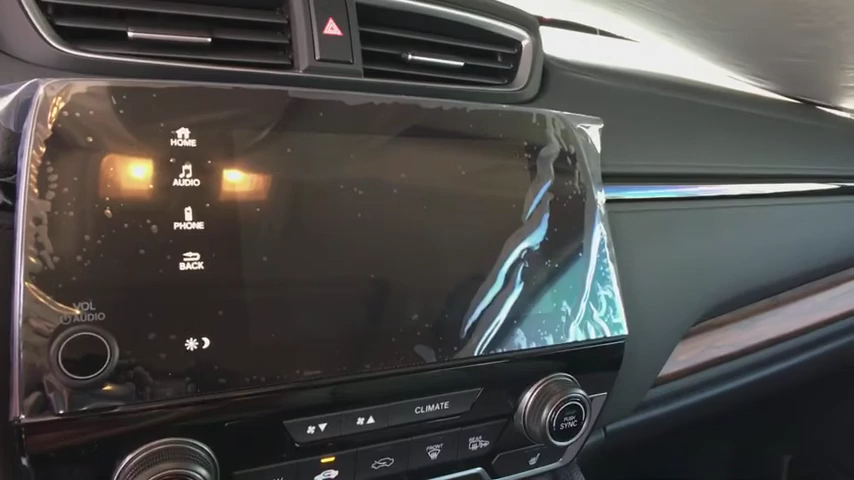 HOME
AUDIO
PHONE
BACK
VOL
AUDIO
CLIMATE
PUSH
SYNC
FRONT
REAR